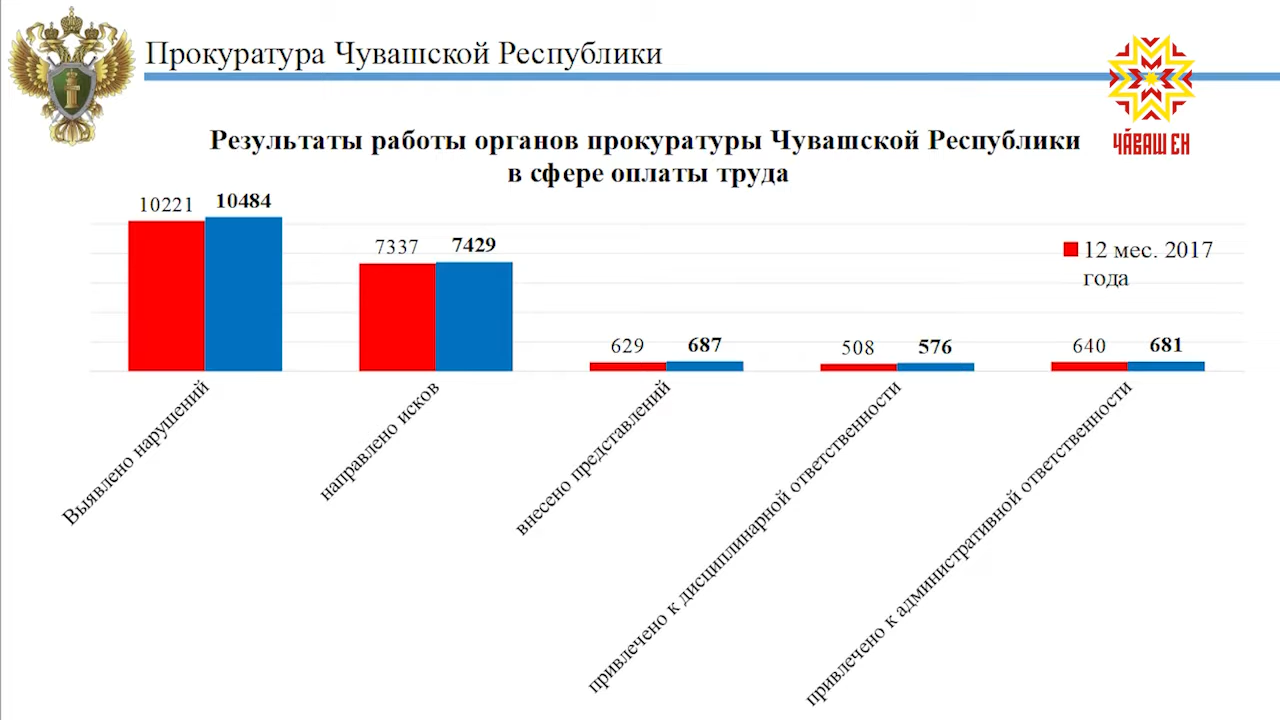 Прокуратура Чувашской Республики
ЧӐВАШ ЕН
Результаты работы органов прокуратуры Чувашской Республики
в сфере оплаты труда
10221
10484
7337
7429
629
687
508
576
640
681
12 мес. 2017
года
Выявлено нарушений
направлено исков
внесено представлений
привлечено к дисциплинарной ответственности
привлечено к административной ответственности